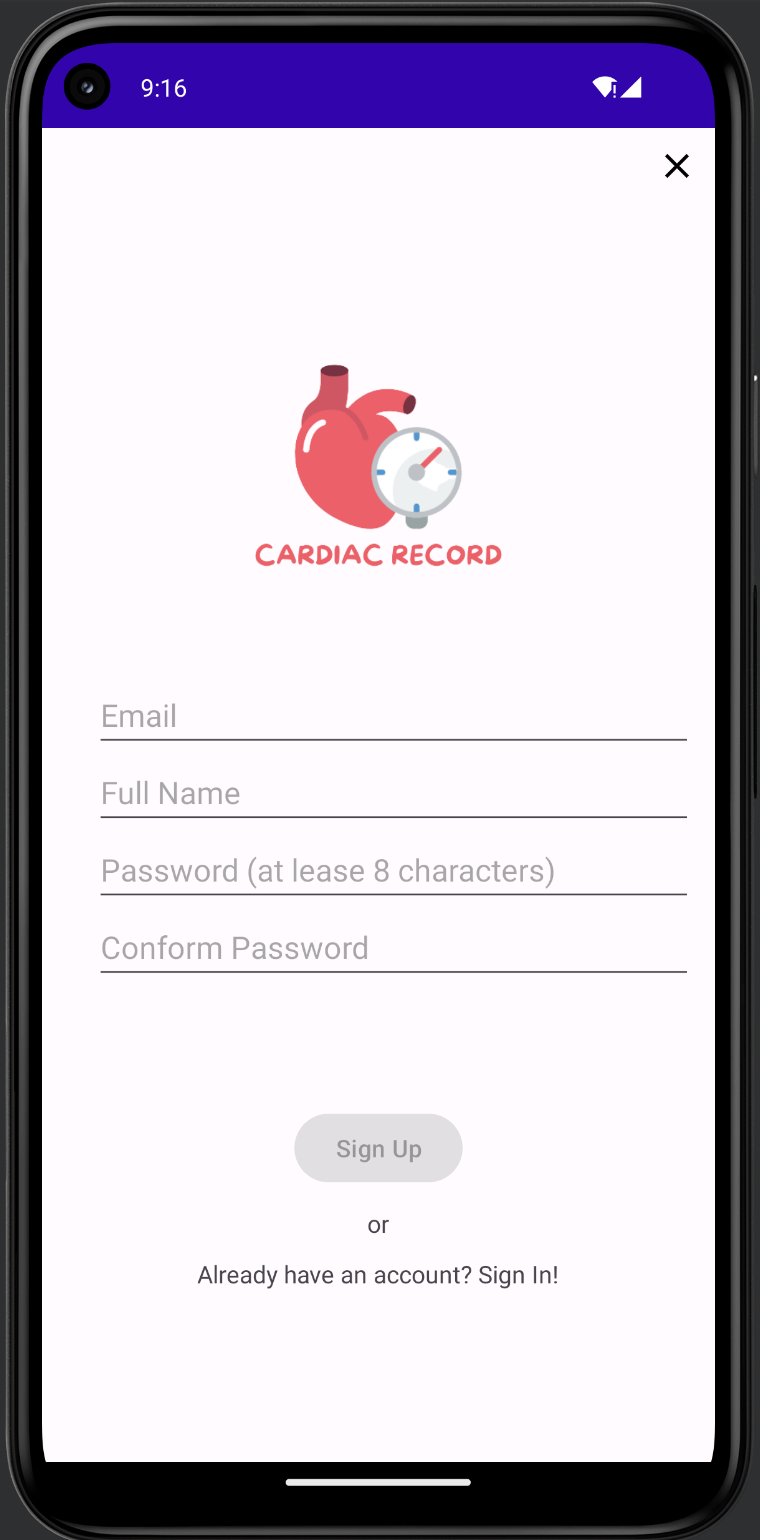 9:16
CARDIAC RECORD
Email
Full Name
Password (at lease 8 characters)
Conform Password
Sign Up
or
Already have an account? Sign In!